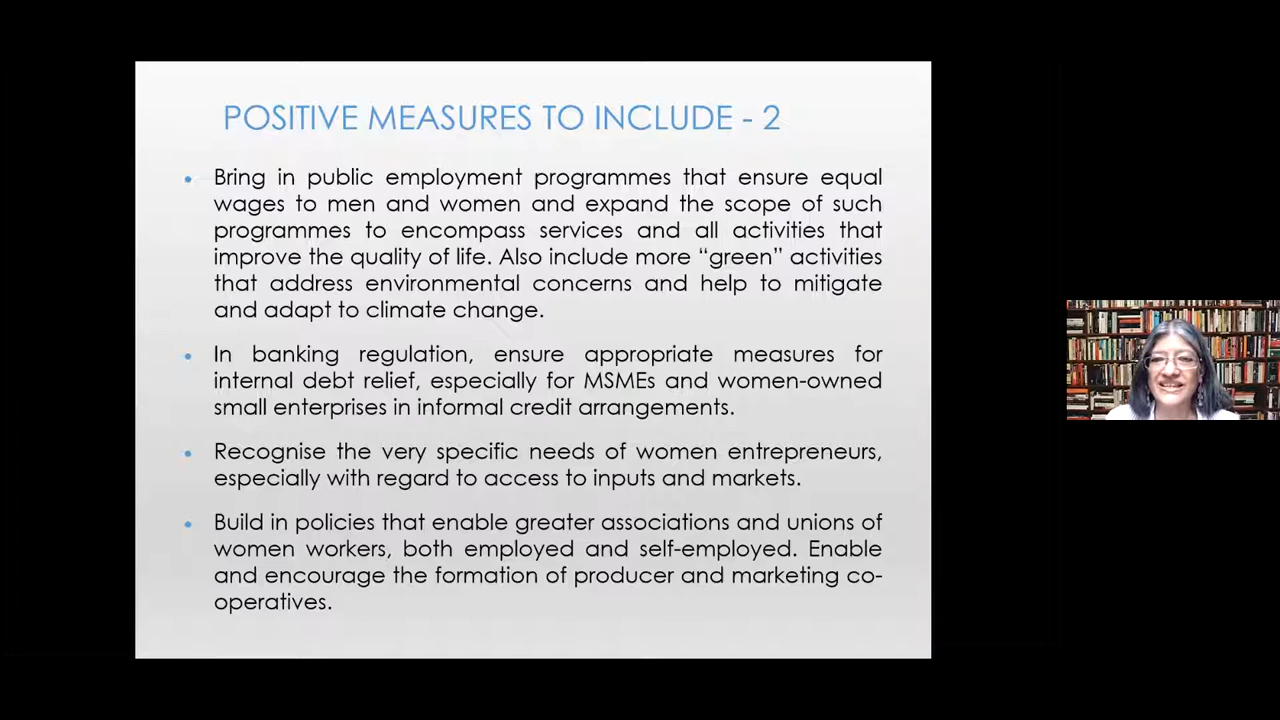 POSITIVE MEASURES TO INCLUDE - 2
• Bring in public employment programmes that ensure equal
wages to men and women and expand the scope of such
programmes to encompass services and all activities that
improve the quality of life. Also include more “green” activities
that address environmental concerns and help to mitigate
and adapt to climate change.
• In banking regulation, ensure appropriate measures for
internal debt relief, especially for MSMEs and women-owned
small enterprises in informal credit arrangements.
• Recognise the very specific needs of women entrepreneurs,
especially with regard to access to inputs and markets.
• Build in policies that enable greater associations and unions of
women workers, both employed and self-employed. Enable
and encourage the formation of producer and marketing co-
operatives.